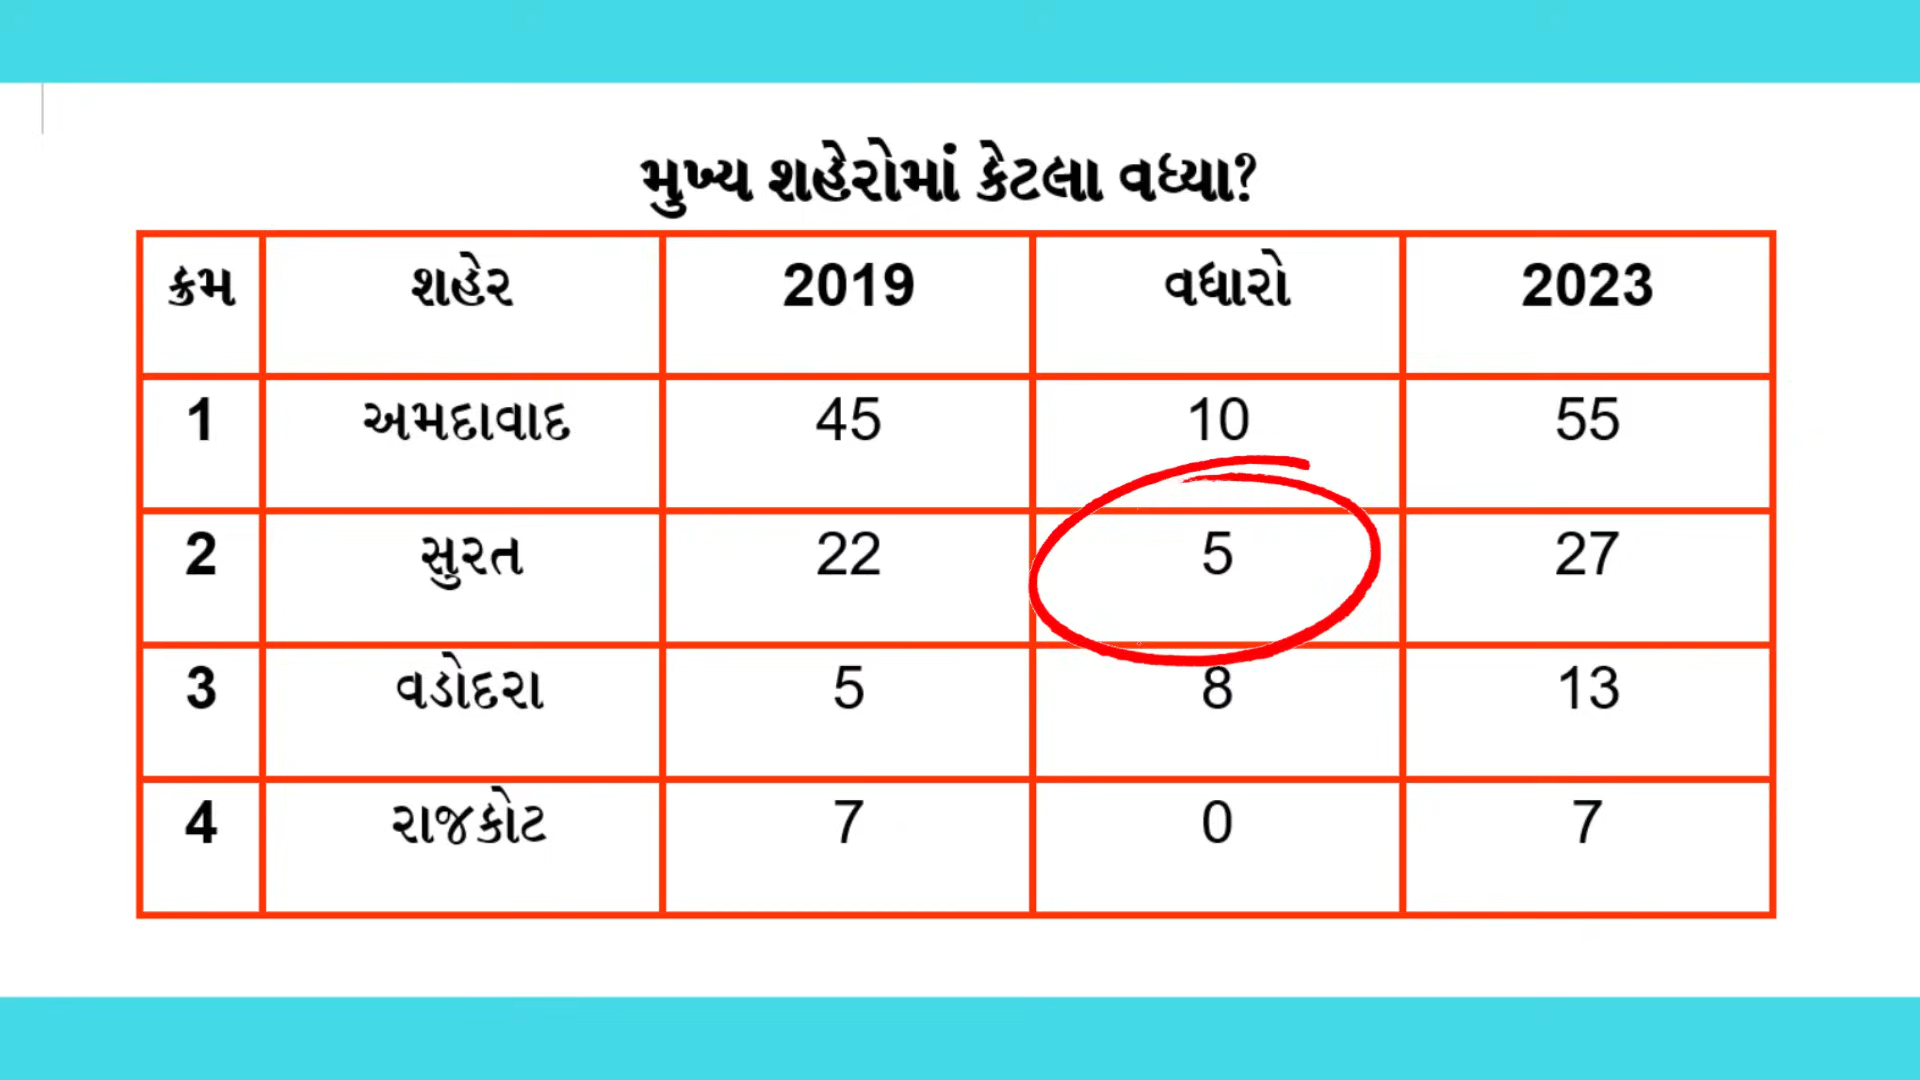 મુખ્ય શહેરોમાં કેટલા વધ્યા?
ક્રમ શહેર 2019 વધારો 2023
1 અમદાવાદ 45 10 55
2 સુરત 22 5 27
3 વડોદરા 5 8 13
4 રાજકોટ 7 0 7